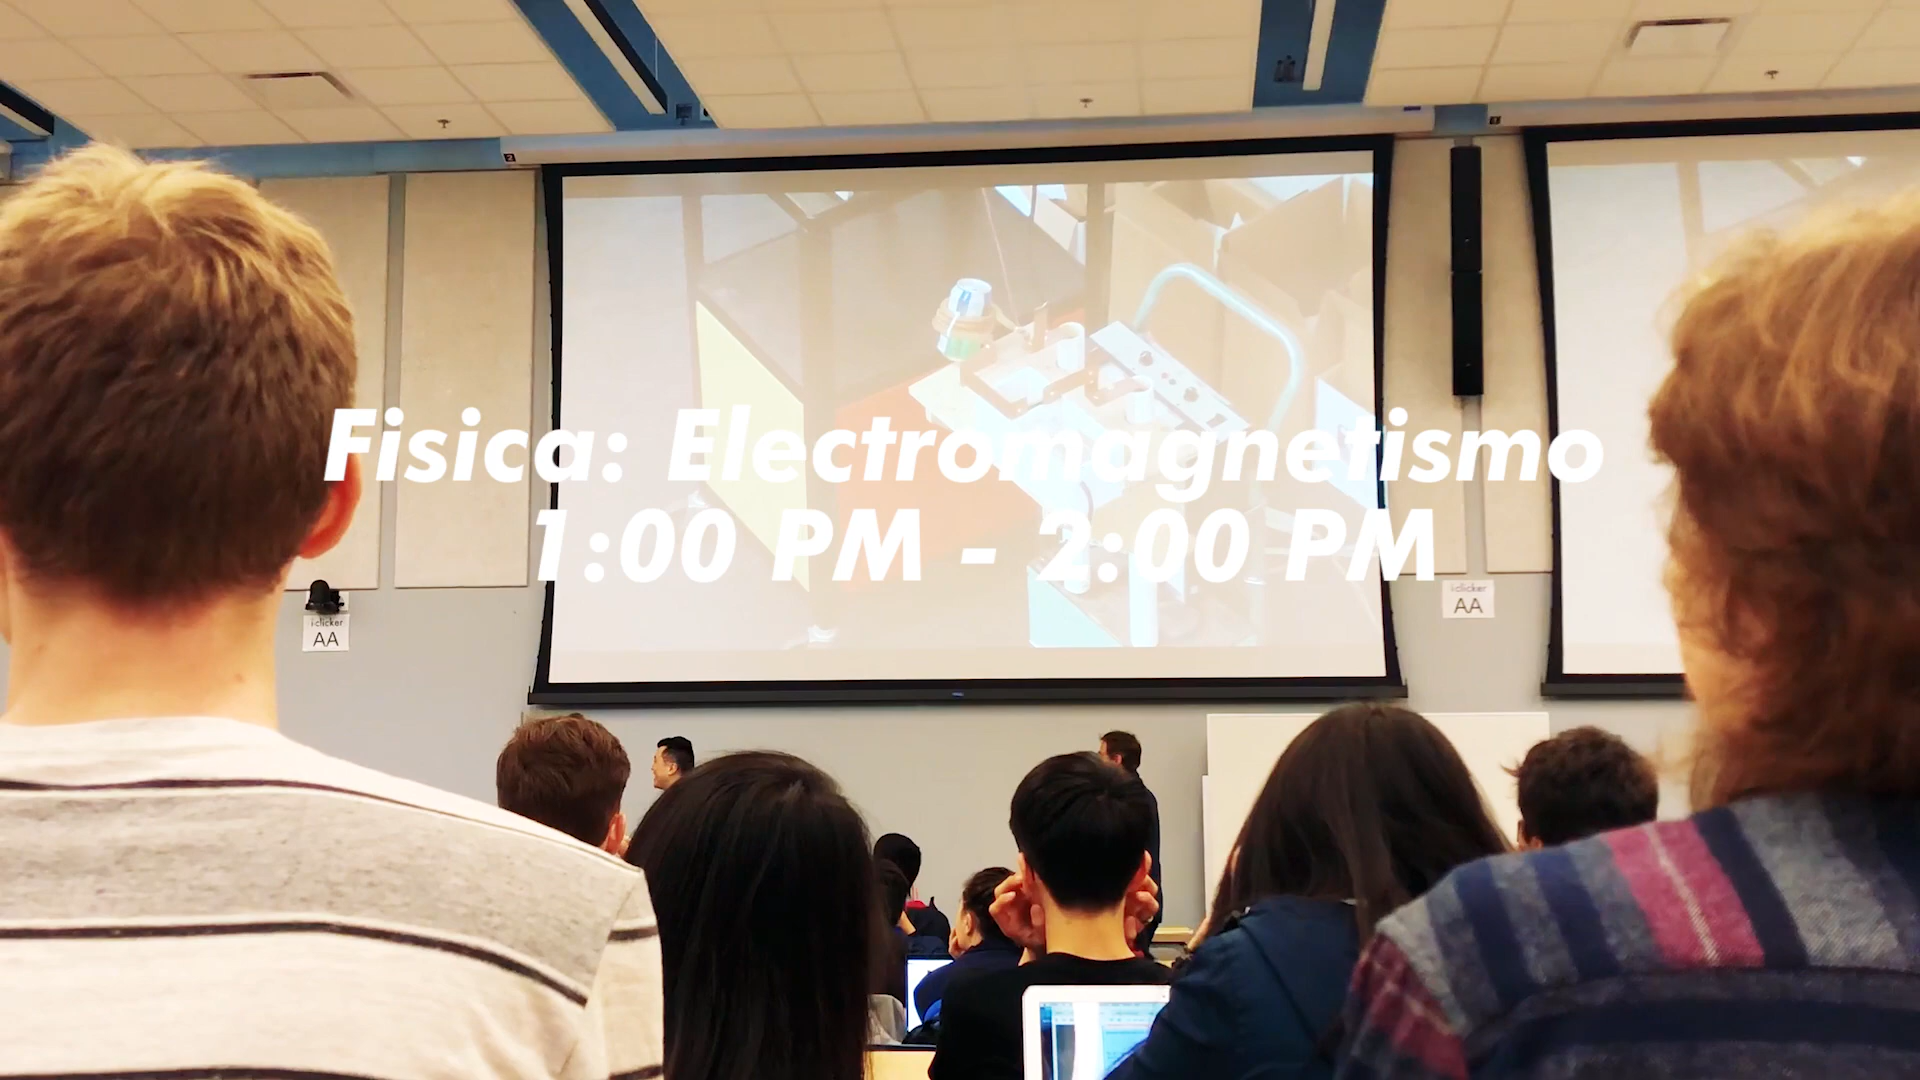 Fisica: Electromagnetismo
1:00 PM - 2:00 PM
i-clicker
AA
i-clicker
AA